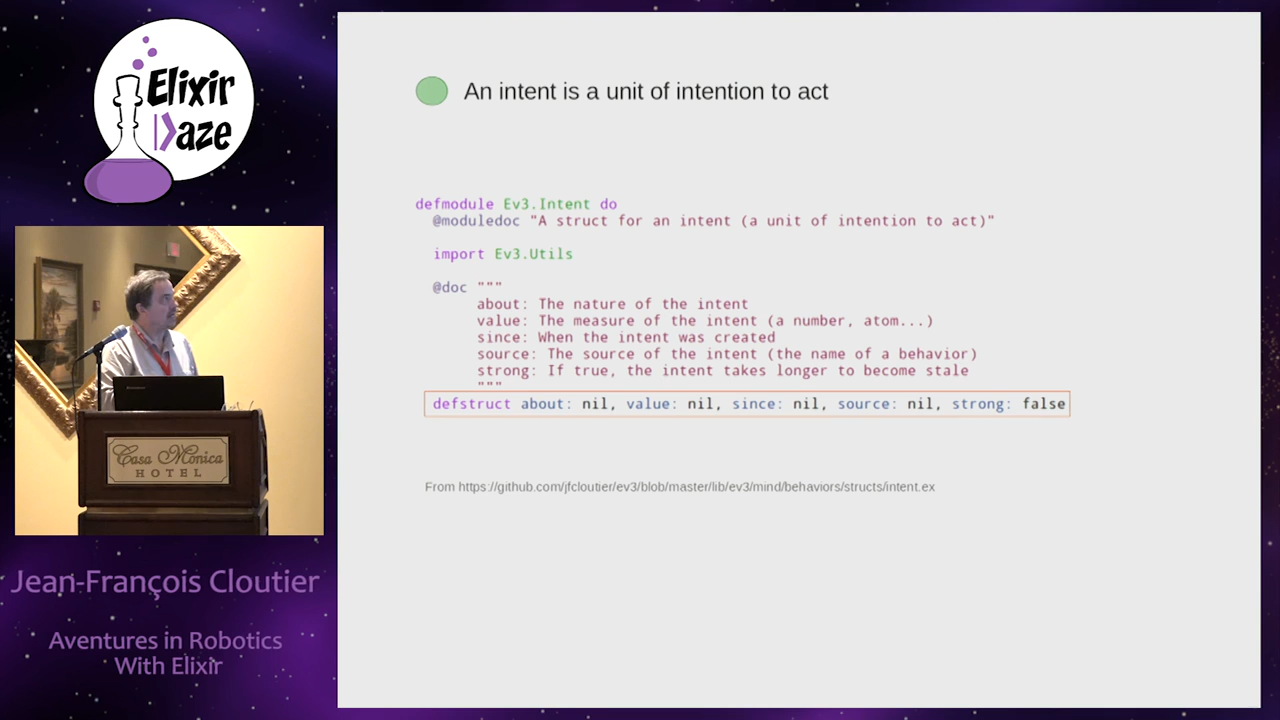 Elixir
Daze
Casa Monica
HOTEL
Jean-François Cloutier
Aventures in Robotics
With Elixir
An intent is a unit of intention to act
defmodule Ev3.Intent do
@moduledoc "A struct for an intent (a unit of intention to act)"
import Ev3.Utils
@doc """
about: The nature of the intent
value: The measure of the intent (a number, atom...)
since: When the intent was created
source: The source of the intent (the name of a behavior)
strong: If true, the intent takes longer to become stale
"""
defstruct about: nil, value: nil, since: nil, source: nil, strong: false
From https://github.com/jfcloutier/ev3/blob/master/lib/ev3/mind/behaviors/structs/intent.ex